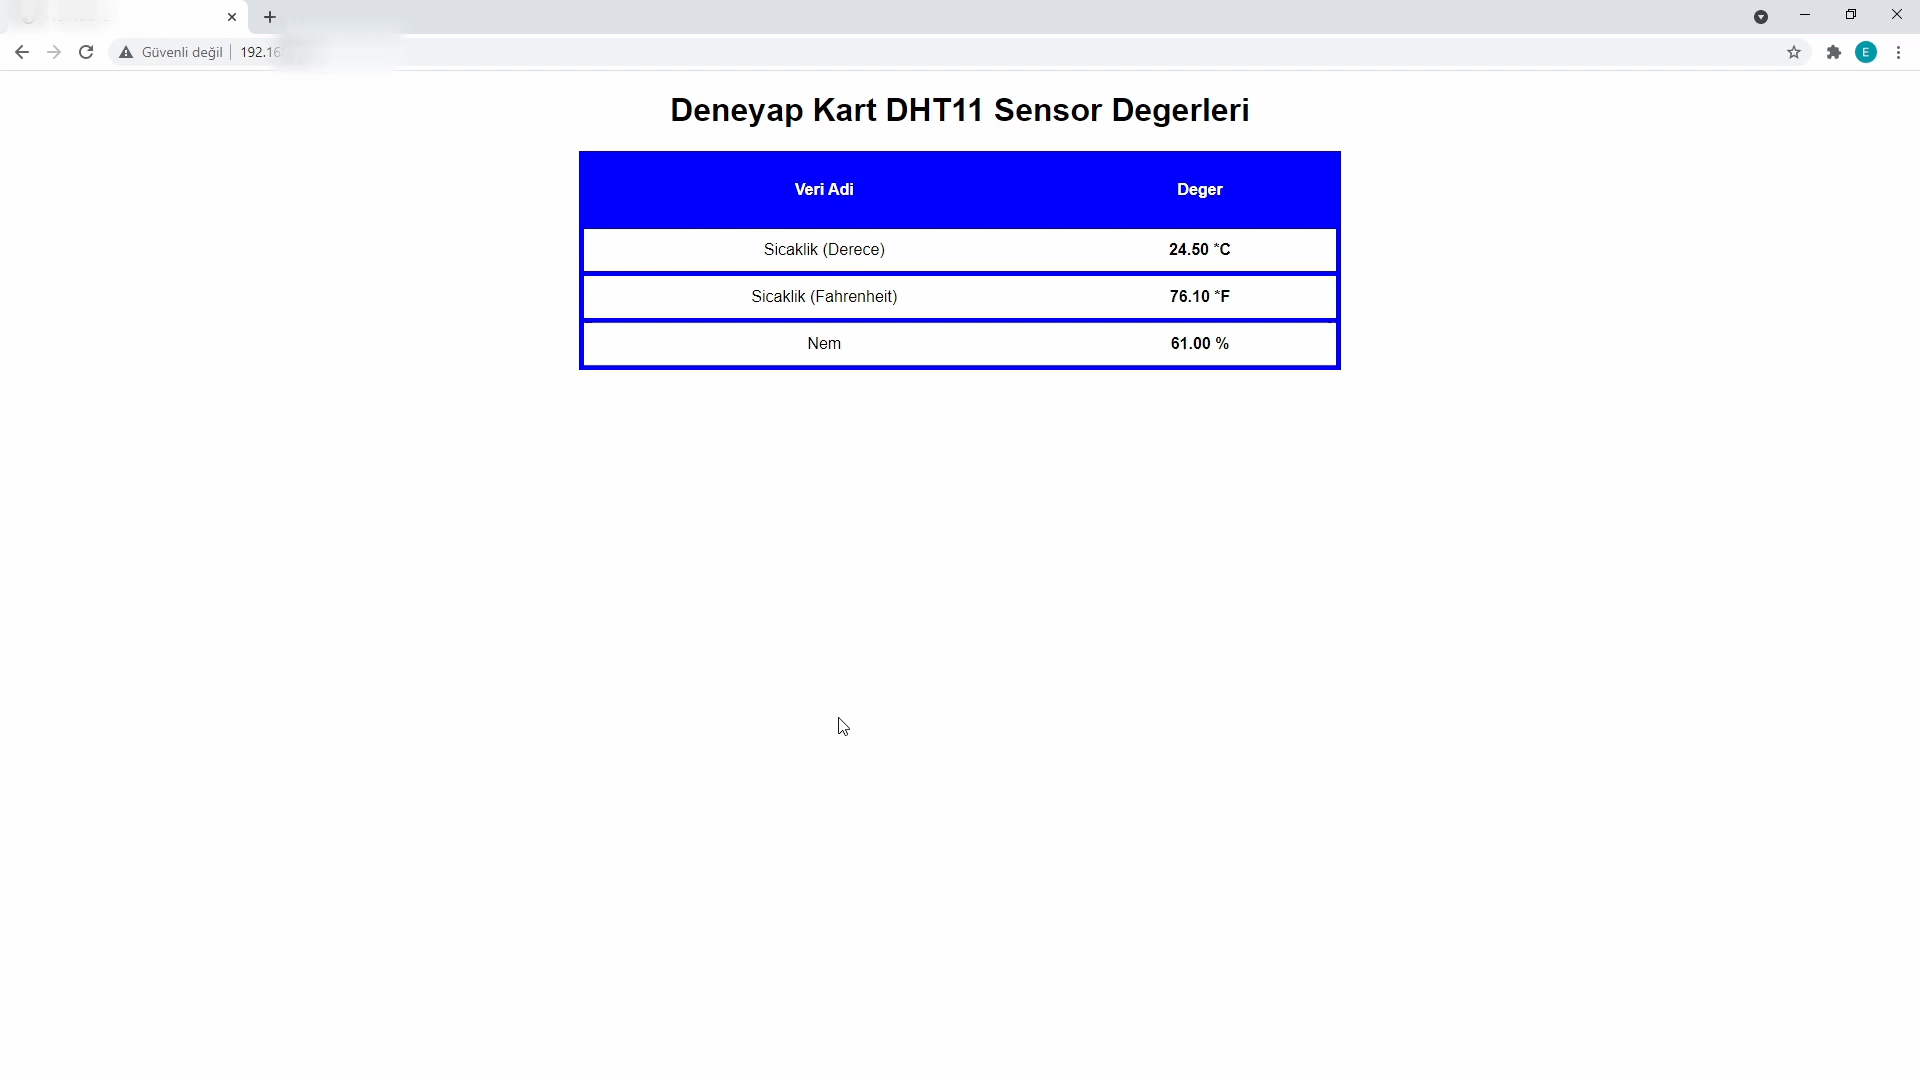 Güvenli değil
192.16
Deneyap Kart DHT11 Sensor Degerleri
Veri Adi Deger
Sicaklik (Derece) 24.50 *C
Sicaklik (Fahrenheit) 76.10 *F
Nem 61.00 %
E